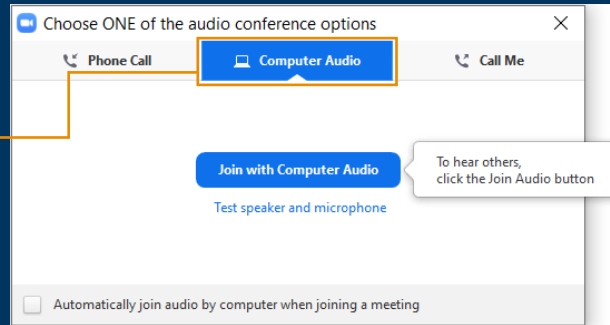 Choose ONE of the audio conference options
Phone Call
Computer Audio
Call Me
Join with Computer Audio
To hear others,
click the Join Audio button
Test speaker and microphone
Automatically join audio by computer when joining a meeting